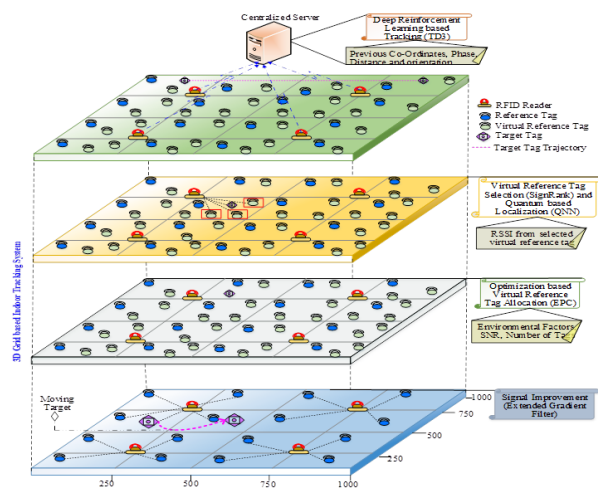 Centralized Server
Deep Reinforcement
Learning based
Tracking (TD3)
Previous Co-Ordinates, Phase,
Distance and orientation
RFID Reader
Reference Tag
Virtual Reference Tag
Target Tag
Target Tag Trajectory
Virtual Reference Tag
Selection (SignRank) and
Quantum based
Localization (QNN)
RSSI from selected
virtual reference tag
3D Grid based Indoor Tracking System
Optimization based
Virtual Reference
Tag Allocation (EPC)
Environmental Factors
SNR, Number of
Moving
Target
Signal Improvement
(Extended Gradient
Filter)
1000
750
500
250
250
500
750
1000